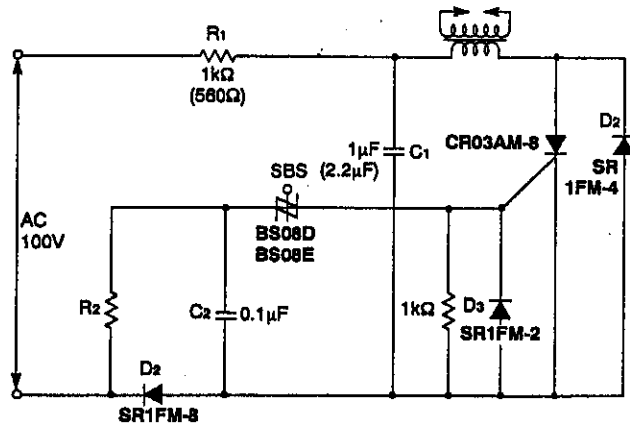 R1
1kΩ
(560Ω)
D2
CR03AM-8
SR
1FM-4
1μF
C1
(2.2μF)
SBS
BS08D
BS08E
AC
100V
R2
C2
0.1μF
1kΩ
D3
SR1FM-2
D2
SR1FM-8